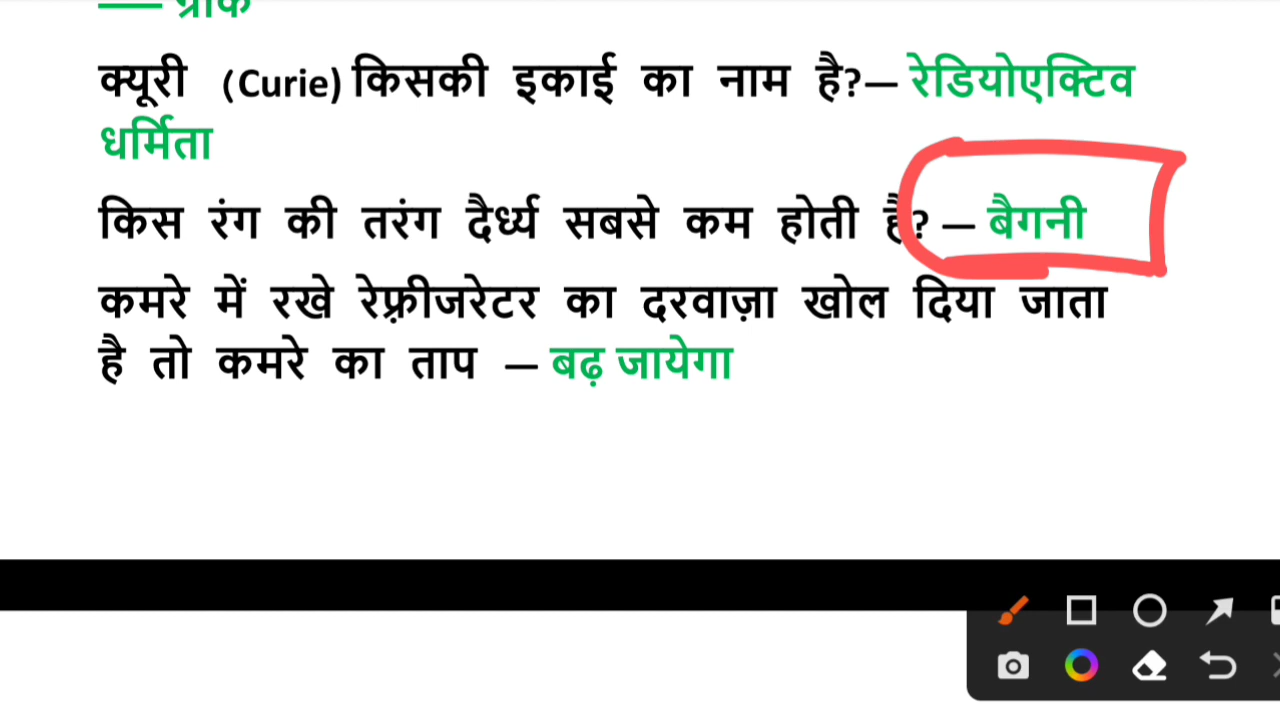 क्यूरी (Curie) किसकी इकाई का नाम है?— रेडियोएक्टिव
धर्मिता
किस रंग की तरंग दैर्ध्य सबसे कम होती है? — बैगनी
कमरे में रखे रेफ़्रीजरेटर का दरवाज़ा खोल दिया जाता
है तो कमरे का ताप — बढ़ जायेगा